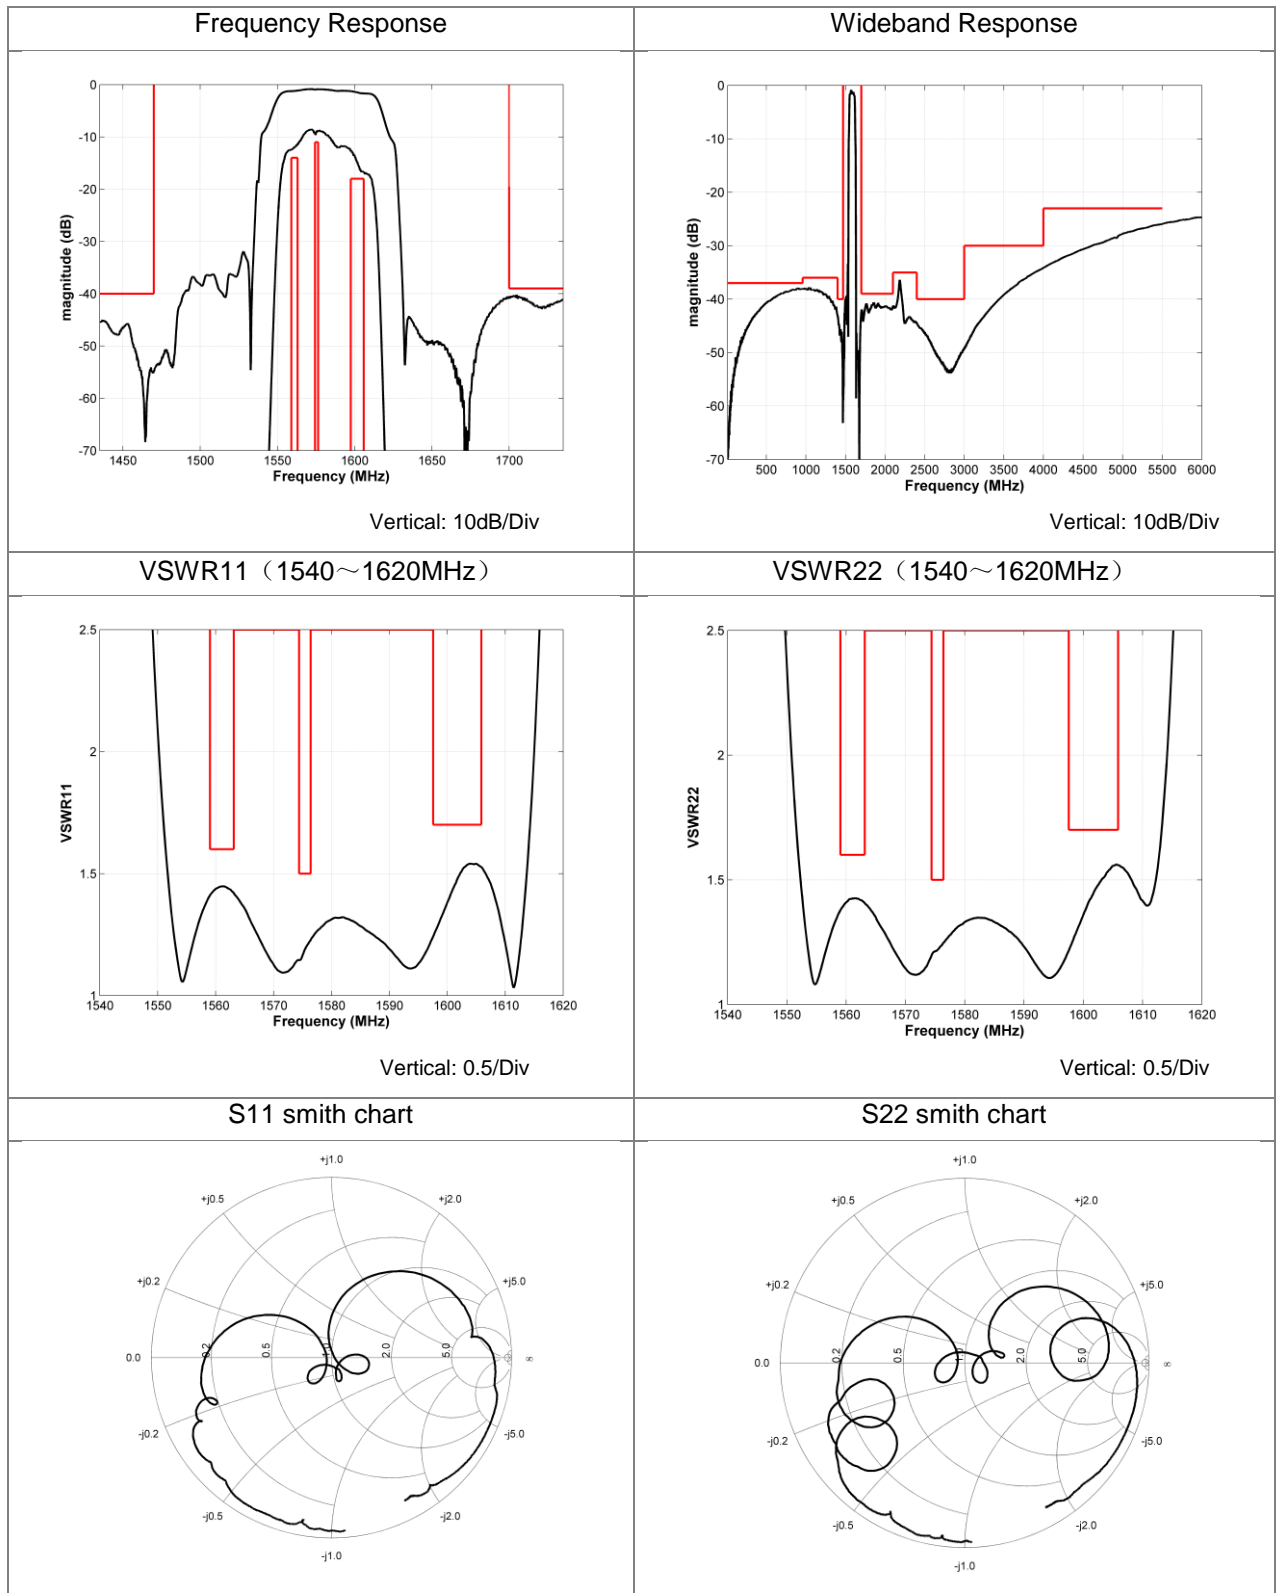 Frequency Response
Wideband Response
0
-10
-20
-30
-40
-50
-60
-70
magnitude (dB)
1450 1500 1550 1600 1650 1700
Frequency (MHz)
Vertical: 10dB/Div
0
-10
-20
-30
-40
-50
-60
-70
magnitude (dB)
500 1000 1500 2000 2500 3000 3500 4000 4500 5000 5500 6000
Frequency (MHz)
Vertical: 10dB/Div
VSWR11（1540～1620MHz）
VSWR22（1540～1620MHz）
2.5
2
1.5
1
VSWR11
1540 1550 1560 1570 1580 1590 1600 1610 1620
Frequency (MHz)
Vertical: 0.5/Div
2.5
2
1.5
1
VSWR22
1540 1550 1560 1570 1580 1590 1600 1610 1620
Frequency (MHz)
Vertical: 0.5/Div
S11 smith chart
S22 smith chart
+j1.0
+j0.5 +j2.0
+j0.2 +j5.0
0.0 0.2 0.5 1.0 2.0 5.0 ∞
-j0.2 -j5.0
-j0.5 -j2.0
-j1.0
+j1.0
+j0.5 +j2.0
+j0.2 +j5.0
0.0 0.2 0.5 1.0 2.0 5.0 ∞
-j0.2 -j5.0
-j0.5 -j2.0
-j1.0